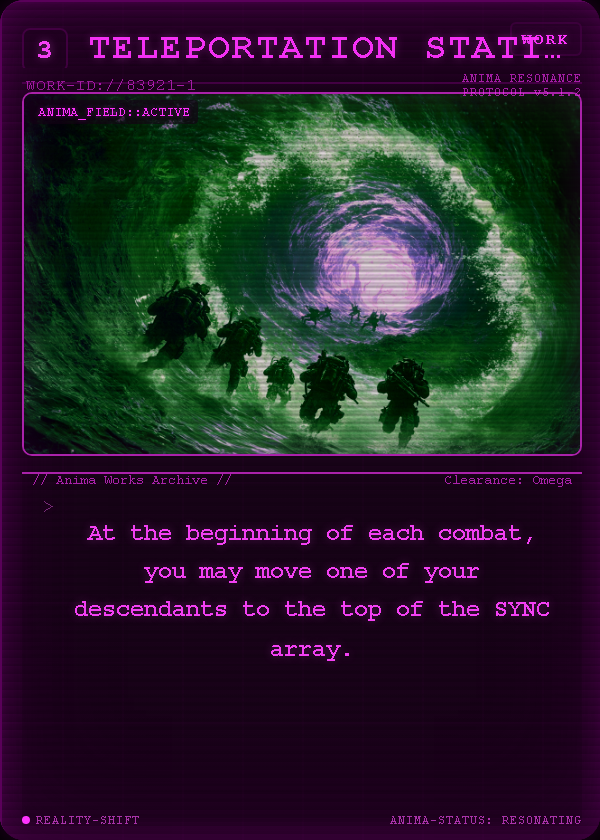 3
TELEPORTATION STATI…
WORK
WORK-ID://83921-1
ANIMA RESONANCE
PROTOCOL v5.1.2
ANIMA_FIELD::ACTIVE
// Anima Works Archive //
Clearance: Omega
>
At the beginning of each combat,
you may move one of your
descendants to the top of the SYNC
array.
REALITY-SHIFT
ANIMA-STATUS: RESONATING